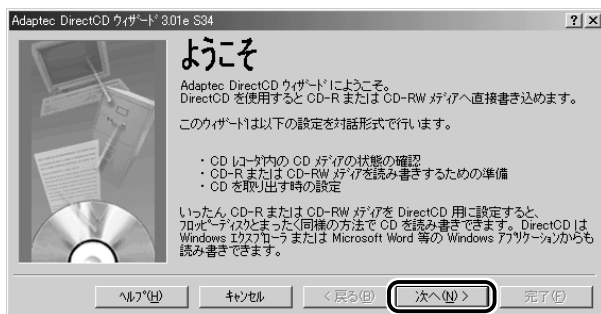 Adaptec DirectCD ウィザード 3.01e S34
ようこそ
Adaptec DirectCD ウィザードにようこそ。
DirectCD を使用すると CD-R または CD-RW メディアへ直接書き込めます。
このウィザードは以下の設定を対話形式で行います。
・ CD レコーダ内の CD メディアの状態の確認
・ CD-R または CD-RW メディアを読み書きするための準備
・ CD を取り出す時の設定
いったん CD-R または CD-RW メディアを DirectCD 用に設定すると、
フロッピーディスクとまったく同様の方法で CD を読み書きできます。DirectCD は
Windows エクスプローラ または Microsoft Word 等の Windows アプリケーションからも
読み書きできます。
ヘルプ(H) キャンセル < 戻る(B) 次へ(N) > 完了(F)